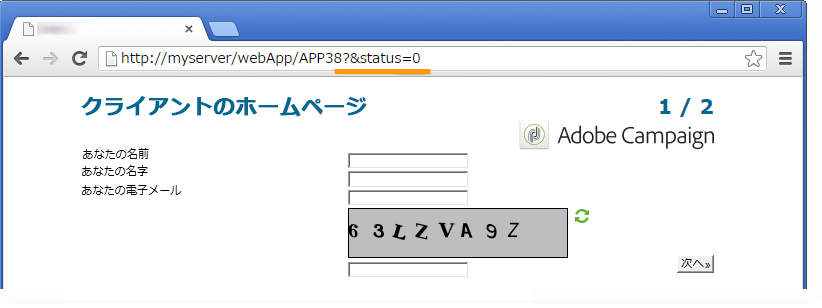 http://myserver/webApp/APP38?&status=0
クライアントのホームページ
1 / 2
Adobe Campaign
あなたの名前
あなたの名字
あなたの電子メール
6 3 L Z V A 9 Z
次へ»